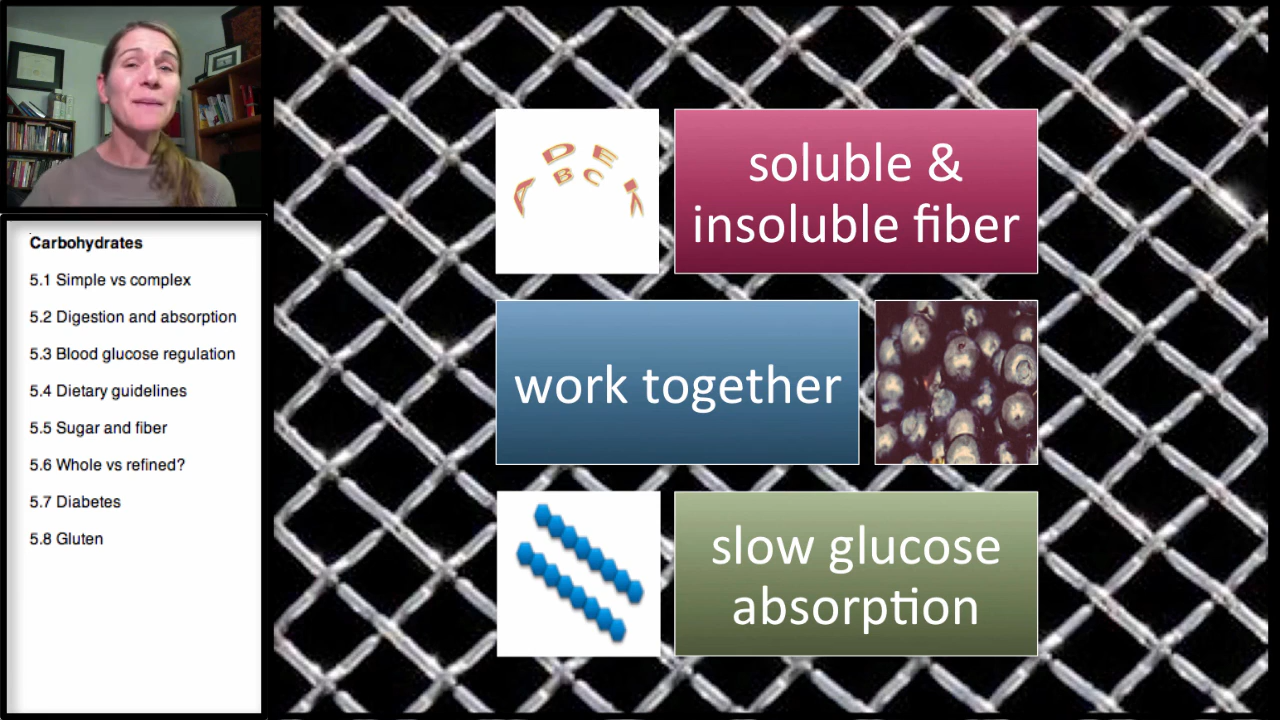 Carbohydrates
5.1 Simple vs complex
5.2 Digestion and absorption
5.3 Blood glucose regulation
5.4 Dietary guidelines
5.5 Sugar and fiber
5.6 Whole vs refined?
5.7 Diabetes
5.8 Gluten
D E
A B C K
soluble &
insoluble fiber
work together
slow glucose
absorption